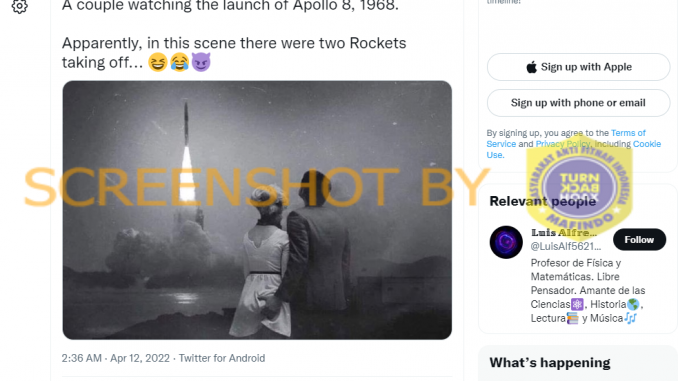 A couple watching the launch of Apollo 8, 1968.
Apparently, in this scene there were two Rockets
taking off... 😆😂😈
SCREENSHOT BY
2:36 AM · Apr 12, 2022 · Twitter for Android
timeline!
Sign up with Apple
Sign up with phone or email
By signing up, you agree to the Terms of
Service and Privacy Policy, including Cookie
Use.
MASYARAKAT ANTI FITNAH INDONESIA
TURN
BACK
HOAX
MAFINDO
Relevant people
Luis Alfre...
@LuisAlf5621...
Follow
Profesor de Física y
Matemáticas. Libre
Pensador. Amante de las
Ciencias⚛️, Historia🌎,
Lectura📚 y Música🎶
What's happening